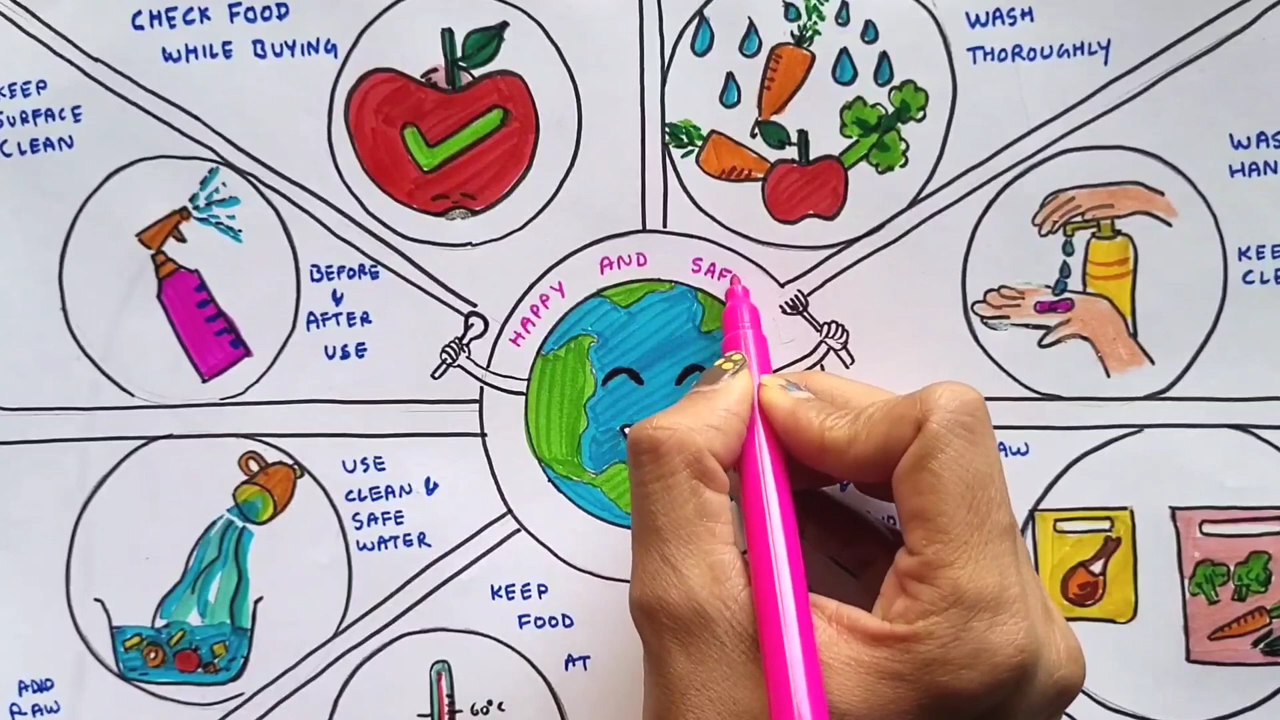 CHECK FOOD
WHILE BUYING
WASH
THOROUGHLY
KEEP
SURFACE
CLEAN
BEFORE
&
AFTER
USE
HAPPY AND SAF
USE
CLEAN &
SAFE
WATER
KEEP
FOOD
AT
60°C
RAW